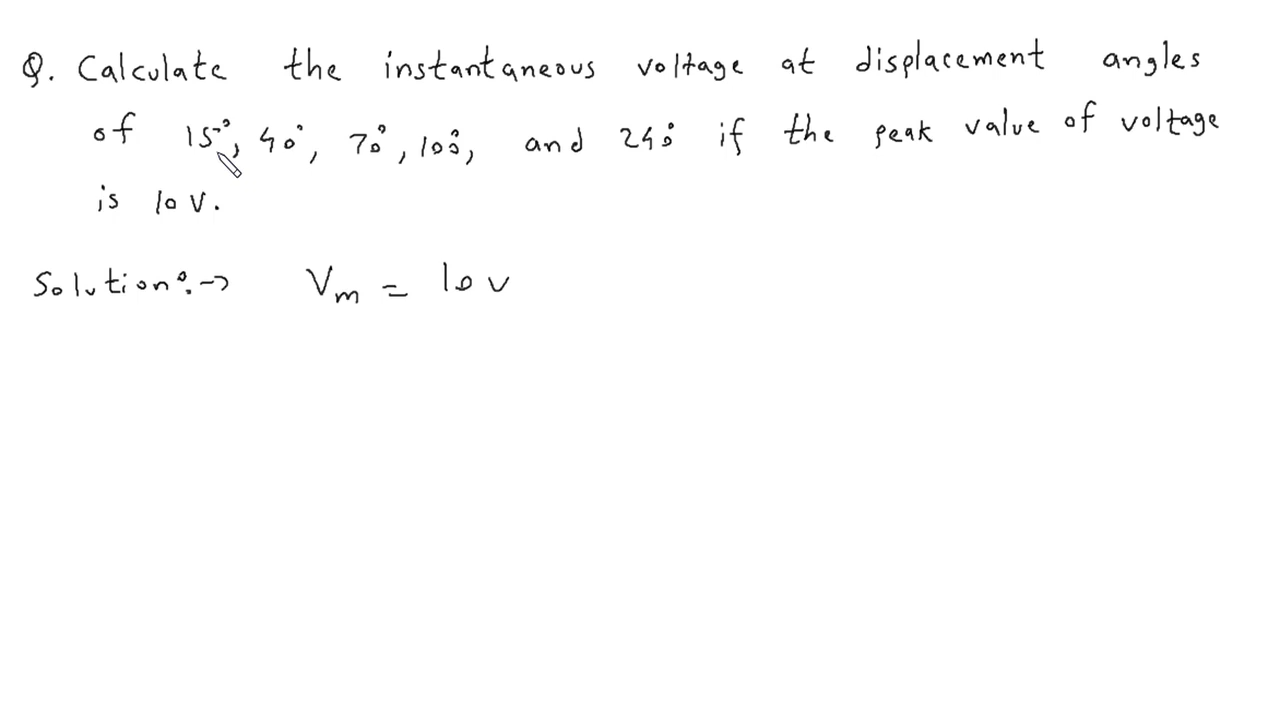 Q. Calculate the instantaneous voltage at displacement angles
of 15°, 40°, 70°, 100°, and 240° if the peak value of voltage
is 10 V.
Solution:→ Vm = 10 V